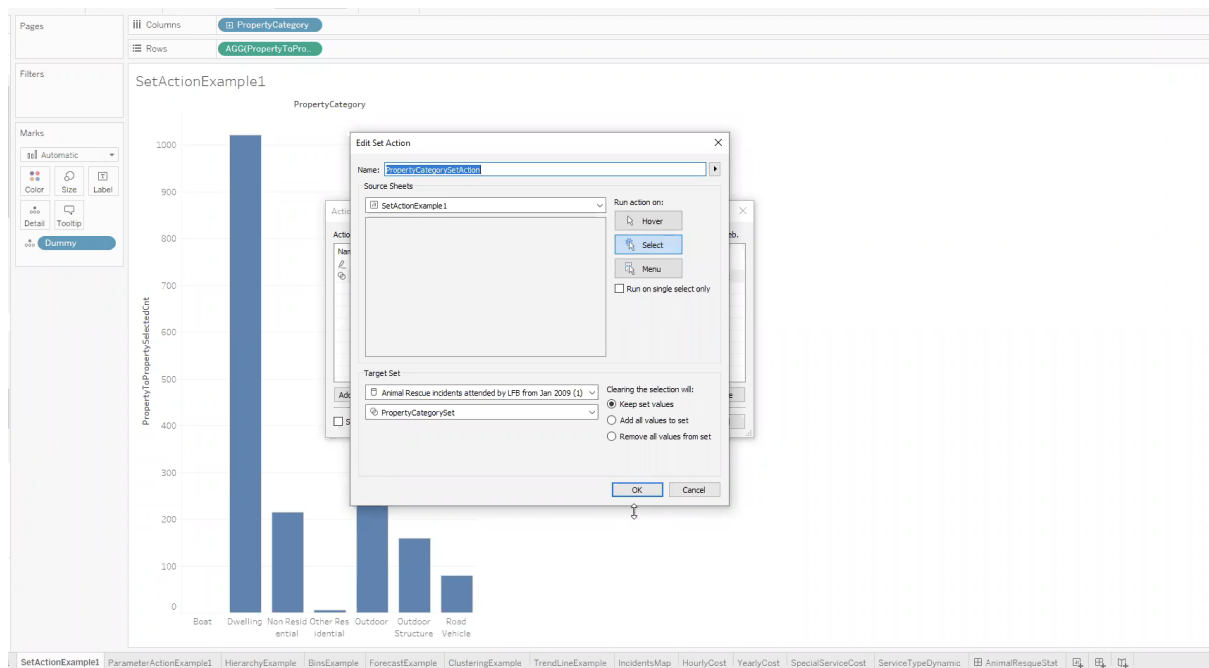 Pages
Columns
PropertyCategory
Rows
AGG(PropertyToPro..
Filters
SetActionExample1
PropertyCategory
Marks
Automatic
Color Size Label
Detail Tooltip
Dummy
PropertyToPropertySelectedCnt
1000
900
800
700
600
500
400
300
200
100
0
Boat Dwelling Non Resid Other Res Outdoor Outdoor Road
ential idential Structure Vehicle
Edit Set Action
Name: PropertyCategorySetAction
Source Sheets
SetActionExample1
Run action on:
Hover
Select
Menu
Run on single select only
Target Set
Animal Rescue incidents attended by LFB from Jan 2009 (1)
PropertyCategorySet
Clearing the selection will:
Keep set values
Add all values to set
Remove all values from set
OK Cancel
SetActionExample1 ParameterActionExample1 HierarchyExample BinsExample ForecastExample ClusteringExample TrendLineExample IncidentsMap HourlyCost YearlyCost SpecialServiceCost ServiceTypeDynamic AnimalResqueStat